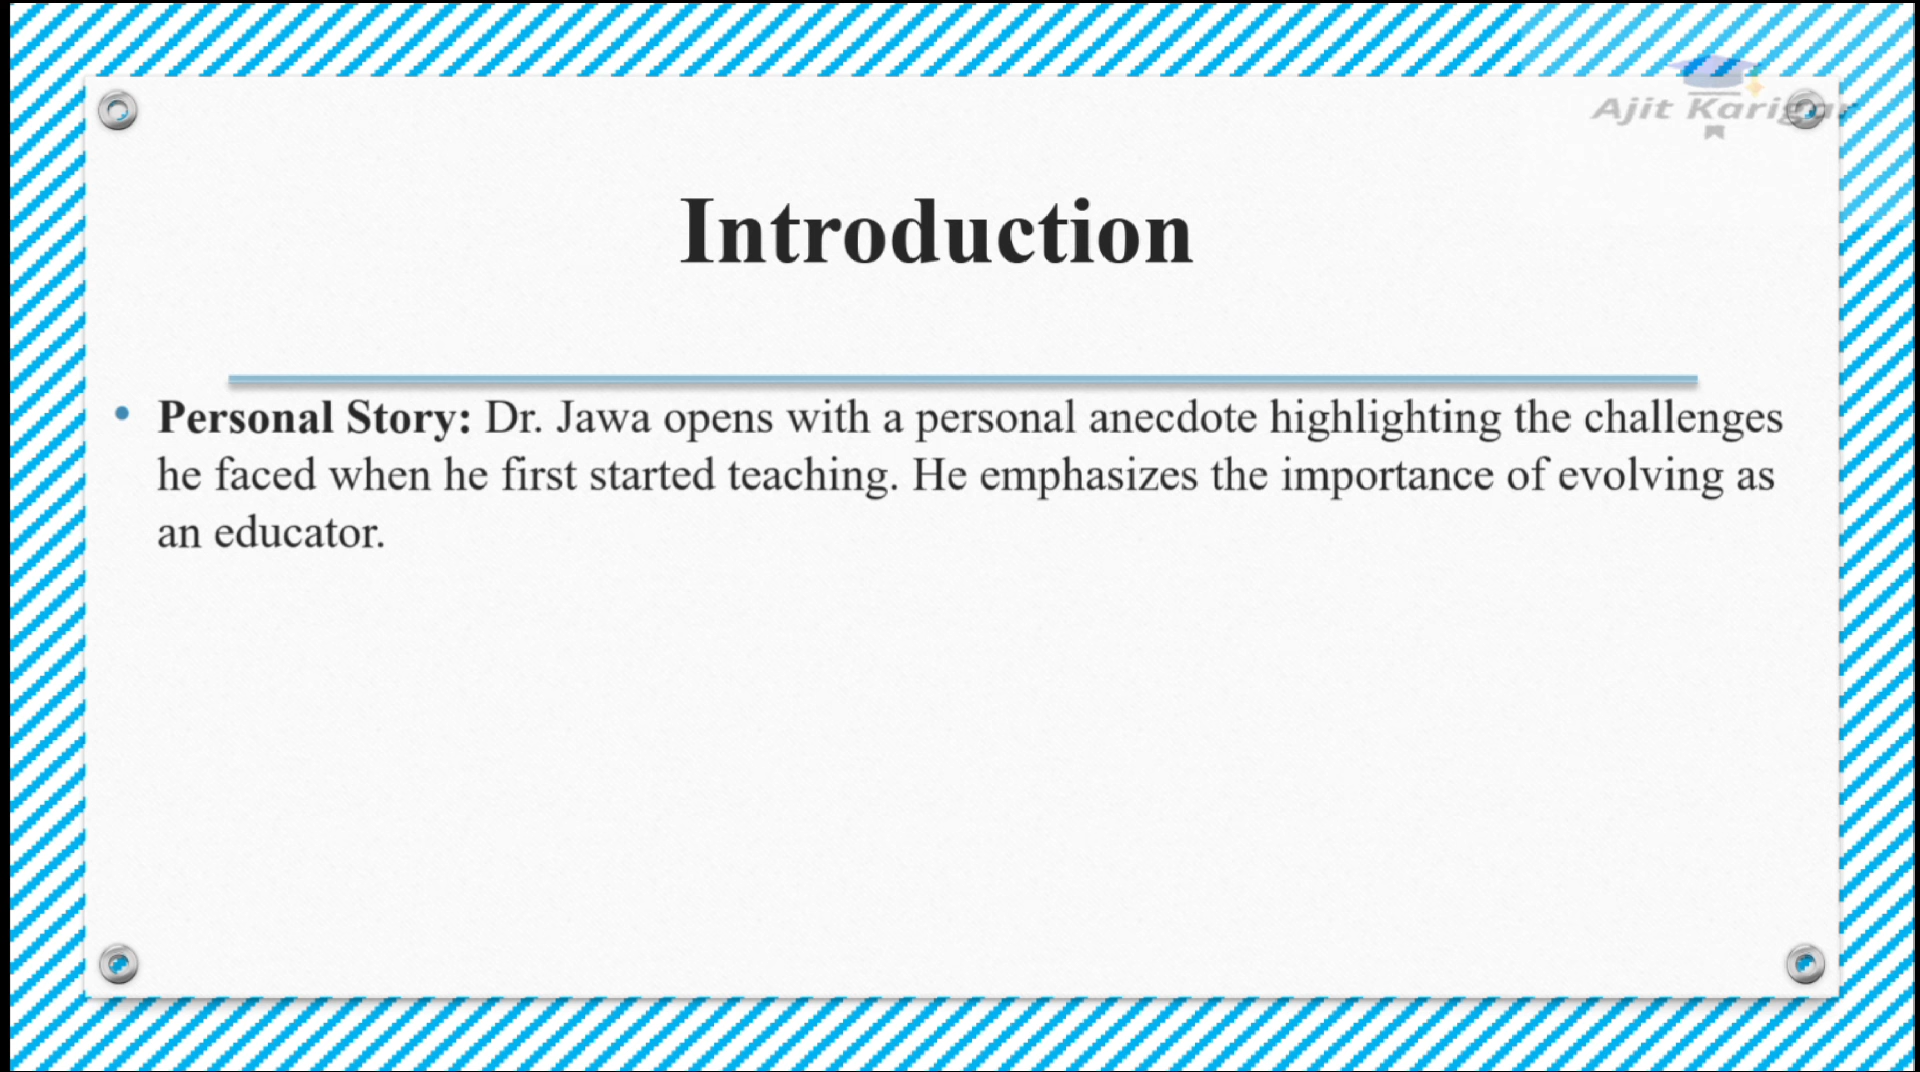 Ajit Karigar
Introduction
• Personal Story: Dr. Jawa opens with a personal anecdote highlighting the challenges
he faced when he first started teaching. He emphasizes the importance of evolving as
an educator.